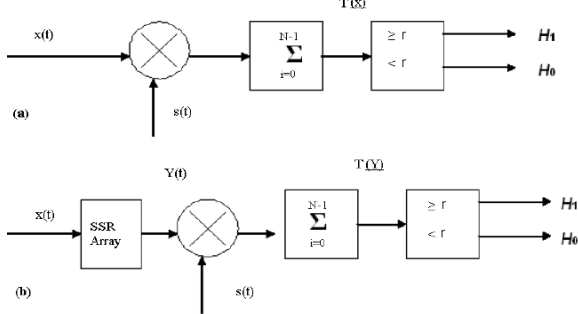 T(x)
x(t)
N-1
Σ
i=0
≥ r
< r
H1
H0
s(t)
(a)
Y(t)
T(Y)
x(t)
SSR
Array
N-1
Σ
i=0
≥ r
< r
H1
H0
s(t)
(b)